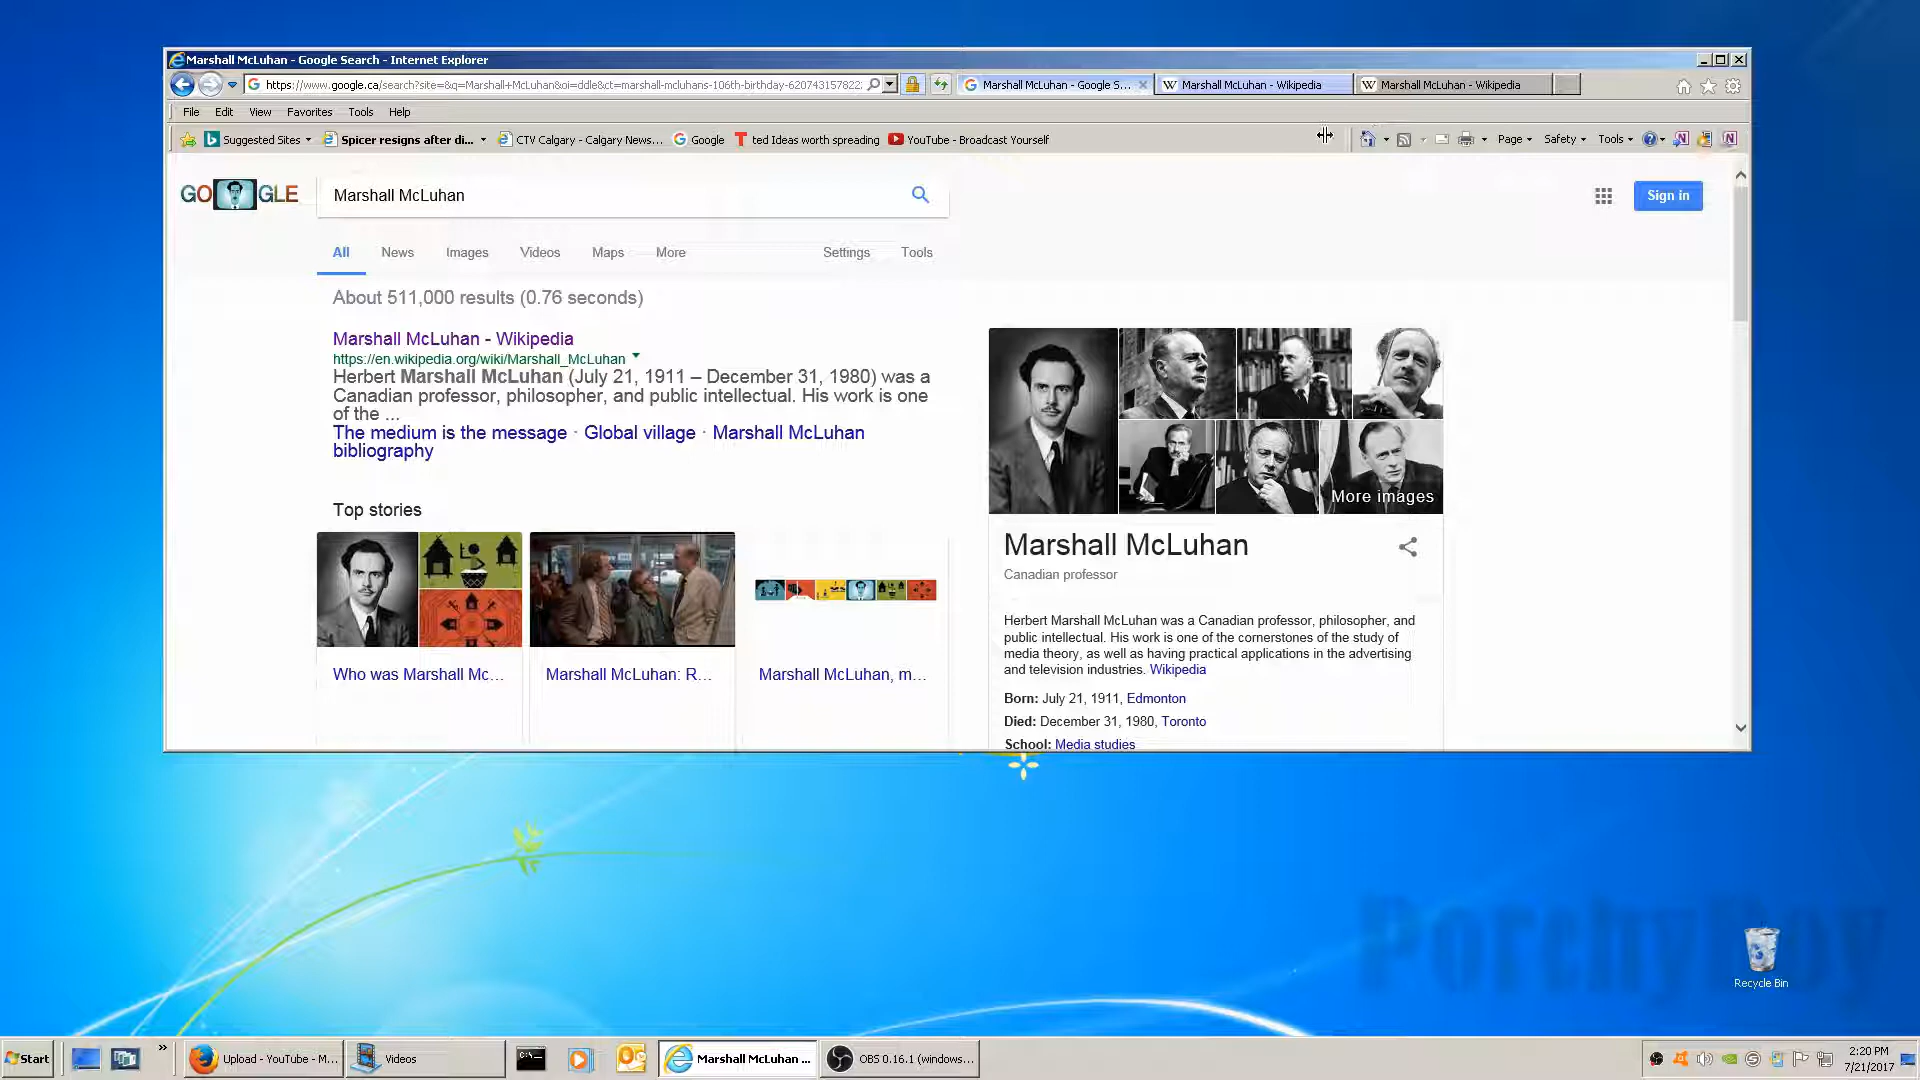 Marshall McLuhan - Google Search - Internet Explorer
https://www.google.ca/search?site=&q=Marshall+McLuhan&oi=ddle&ct=marshall-mcluhans-106th-birthday-620743157822
Marshall McLuhan - Google S...
Marshall McLuhan - Wikipedia
Marshall McLuhan - Wikipedia
File Edit View Favorites Tools Help
Suggested Sites
Spicer resigns after di...
CTV Calgary - Calgary News...
Google
ted Ideas worth spreading
YouTube - Broadcast Yourself
Page Safety Tools
GO GLE
Marshall McLuhan
Sign in
All News Images Videos Maps More Settings Tools
About 511,000 results (0.76 seconds)
Marshall McLuhan - Wikipedia
https://en.wikipedia.org/wiki/Marshall_McLuhan
Herbert Marshall McLuhan (July 21, 1911 – December 31, 1980) was a
Canadian professor, philosopher, and public intellectual. His work is one
of the ...
The medium is the message · Global village · Marshall McLuhan
bibliography
Top stories
Who was Marshall Mc...
Marshall McLuhan: R...
Marshall McLuhan, m...
More images
Marshall McLuhan
Canadian professor
Herbert Marshall McLuhan was a Canadian professor, philosopher, and
public intellectual. His work is one of the cornerstones of the study of
media theory, as well as having practical applications in the advertising
and television industries. Wikipedia
Born: July 21, 1911, Edmonton
Died: December 31, 1980, Toronto
School: Media studies
PorchyBoy
Recycle Bin
Start
Upload - YouTube - M...
Videos
Marshall McLuhan ...
OBS 0.16.1 (windows...
2:20 PM
7/21/2017